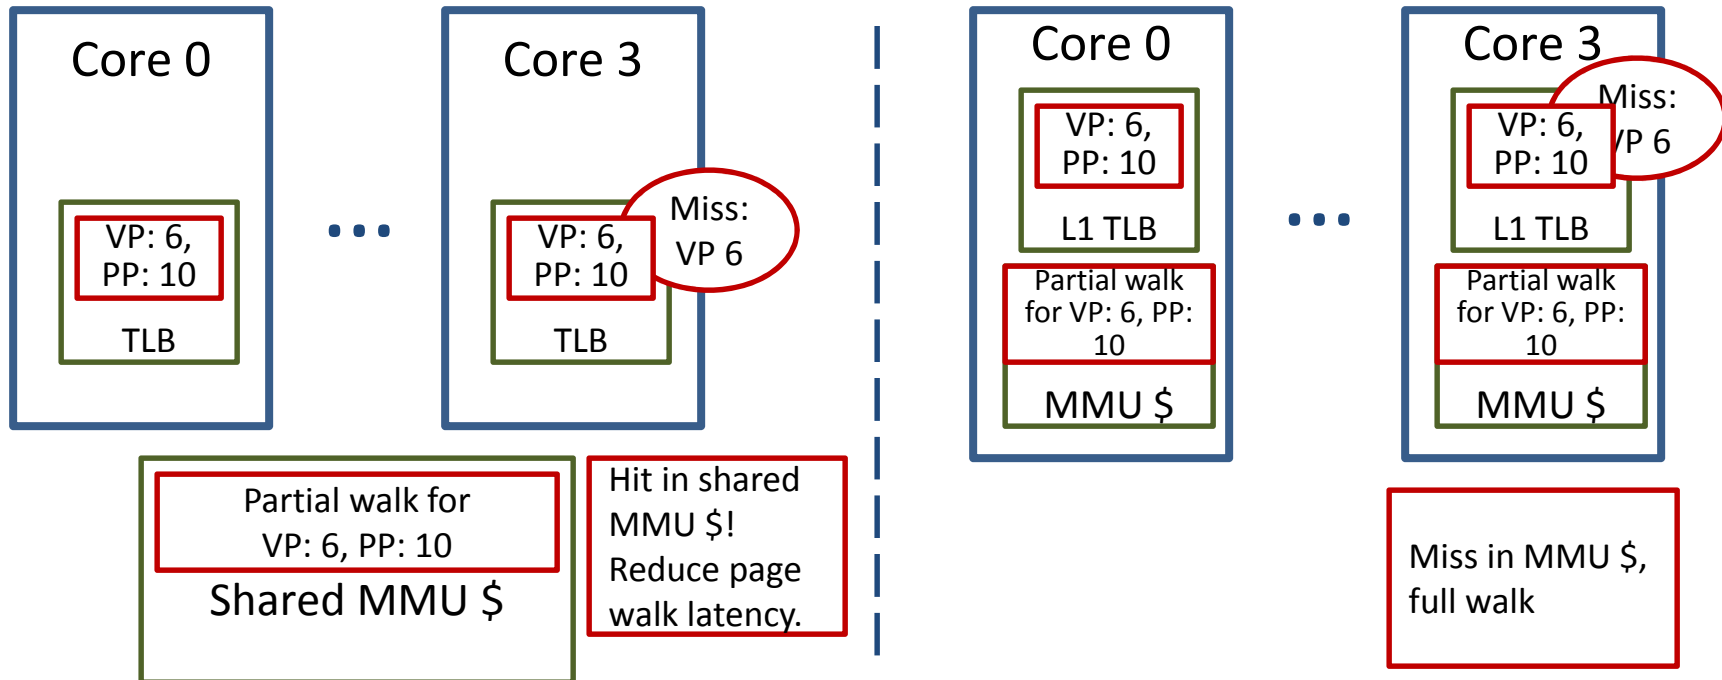 Core 0
VP: 6,
PP: 10
TLB
...
Core 3
VP: 6,
PP: 10
TLB
Miss:
VP 6
Partial walk for
VP: 6, PP: 10
Shared MMU $
Hit in shared
MMU $!
Reduce page
walk latency.
Core 0
VP: 6,
PP: 10
L1 TLB
Partial walk
for VP: 6, PP:
10
MMU $
...
Core 3
VP: 6,
PP: 10
L1 TLB
Miss:
VP 6
Partial walk
for VP: 6, PP:
10
MMU $
Miss in MMU $,
full walk